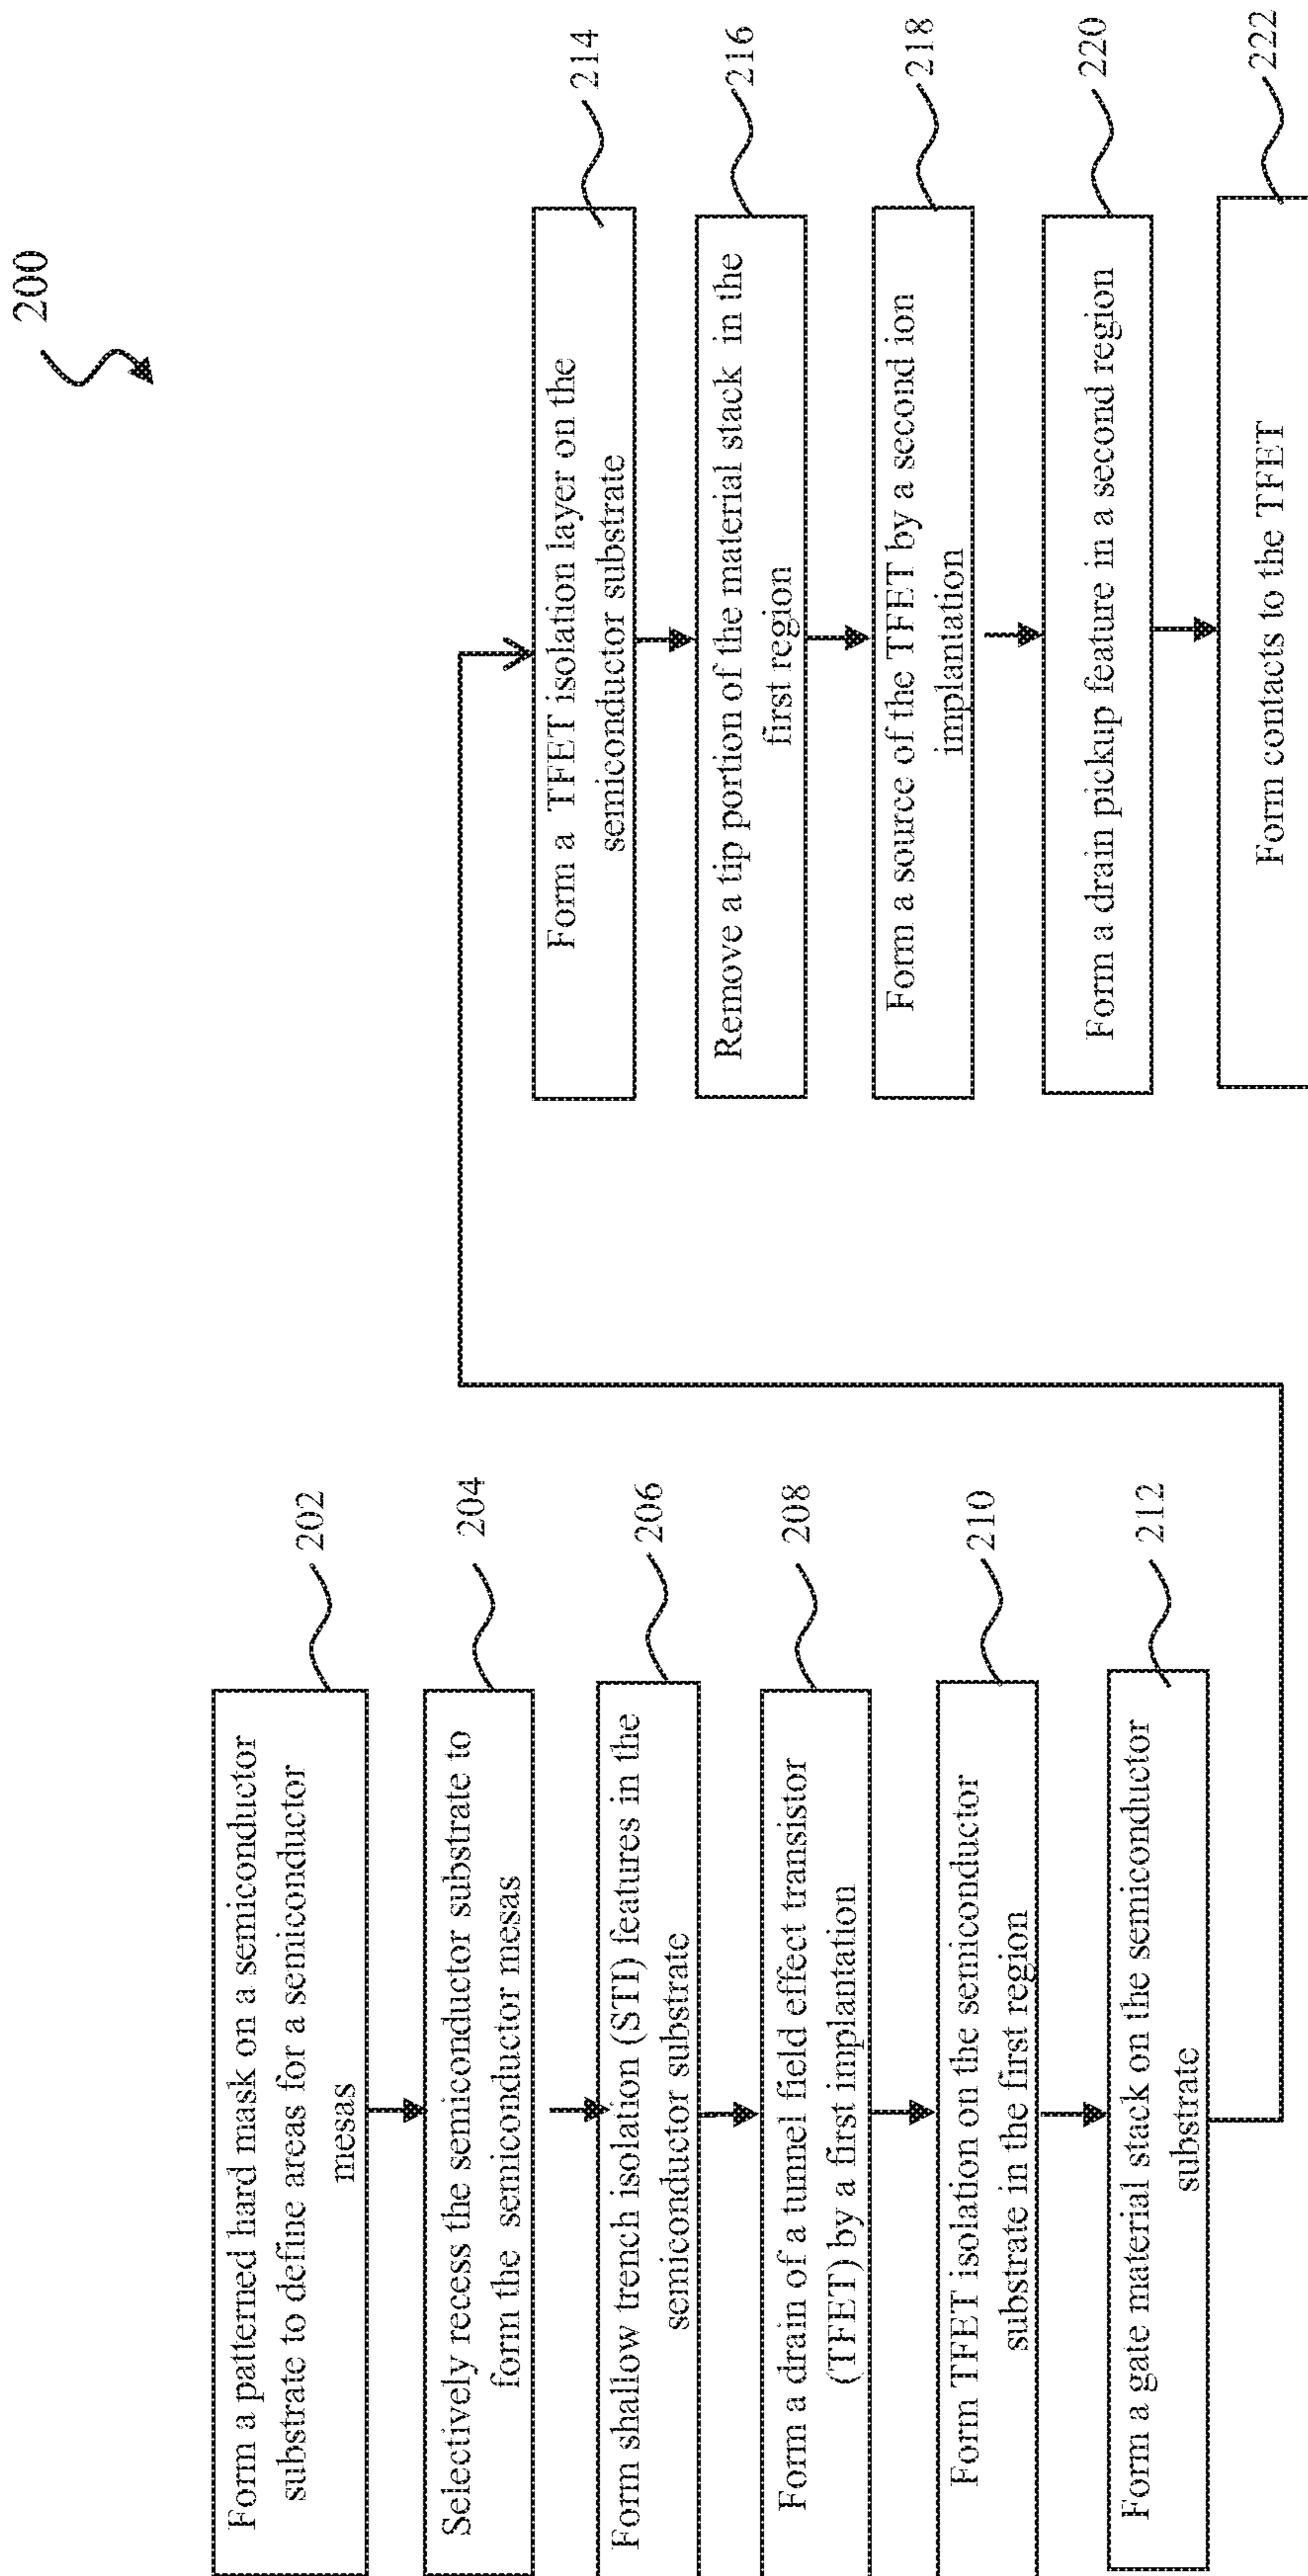 200
Form a patterned hard mask on a semiconductor
substrate to define areas for a semiconductor
mesas
202
Selectively recess the semiconductor substrate to
form the semiconductor mesas
204
Form shallow trench isolation (STI) features in the
semiconductor substrate
206
Form a drain of a tunnel field effect transistor
(TFET) by a first implantation
208
Form TFET isolation on the semiconductor
substrate in the first region
210
Form a gate material stack on the semiconductor
substrate
212
Form a TFET isolation layer on the
semiconductor substrate
214
Remove a tip portion of the material stack in the
first region
216
Form a source of the TFET by a second ion
implantation
218
Form a drain pickup feature in a second region
220
Form contacts to the TFET
222